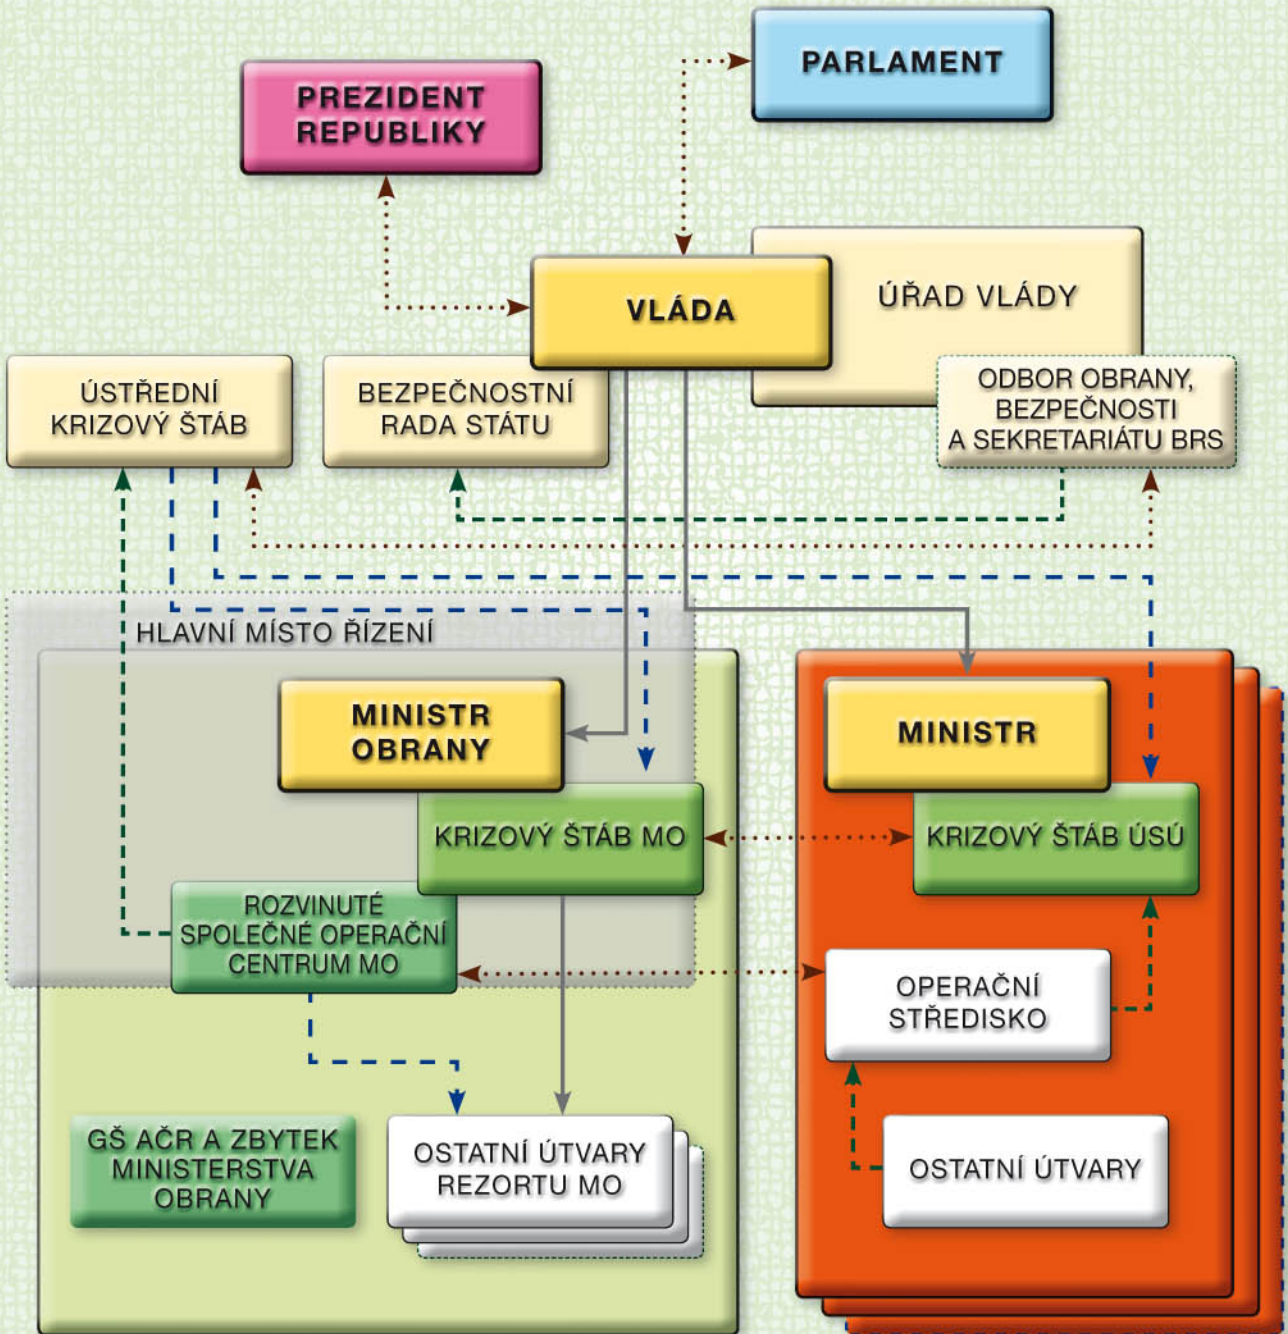 PARLAMENT
PREZIDENT
REPUBLIKY
VLÁDA
ÚŘAD VLÁDY
ÚSTŘEDNÍ
KRIZOVÝ ŠTÁB
BEZPEČNOSTNÍ
RADA STÁTU
ODBOR OBRANY,
BEZPEČNOSTI
A SEKRETARIÁTU BRS
HLAVNÍ MÍSTO ŘÍZENÍ
MINISTR
OBRANY
MINISTR
KRIZOVÝ ŠTÁB MO
KRIZOVÝ ŠTÁB ÚSÚ
ROZVINUTÉ
SPOLEČNÉ OPERAČNÍ
CENTRUM MO
OPERAČNÍ
STŘEDISKO
GŠ AČR A ZBYTEK
MINISTERSTVA
OBRANY
OSTATNÍ ÚTVARY
REZORTU MO
OSTATNÍ ÚTVARY